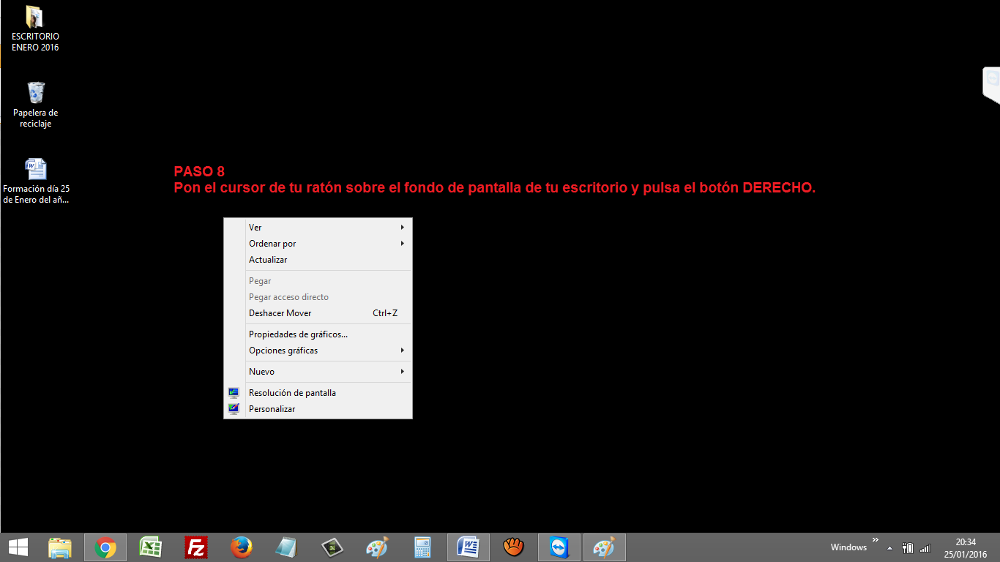 ESCRITORIO
ENERO 2016
Papelera de
reciclaje
Formación día 25
de Enero del añ...
PASO 8
Pon el cursor de tu ratón sobre el fondo de pantalla de tu escritorio y pulsa el botón DERECHO.
Ver
Ordenar por
Actualizar
Pegar
Pegar acceso directo
Deshacer Mover Ctrl+Z
Propiedades de gráficos...
Opciones gráficas
Nuevo
Resolución de pantalla
Personalizar
Windows
20:34
25/01/2016